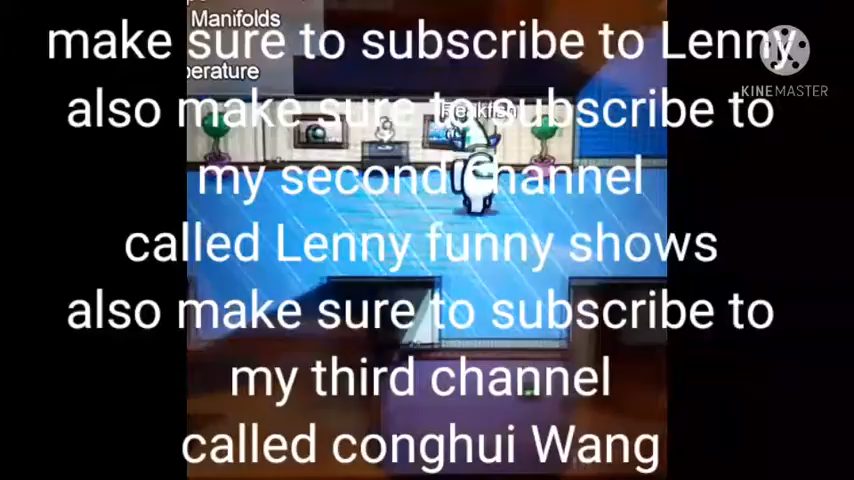 Manifolds
perature
make sure to subscribe to Lenny
also make sure to subscribe to
my second channel
called Lenny funny shows
also make sure to subscribe to
my third channel
called conghui Wang
KINEMASTER